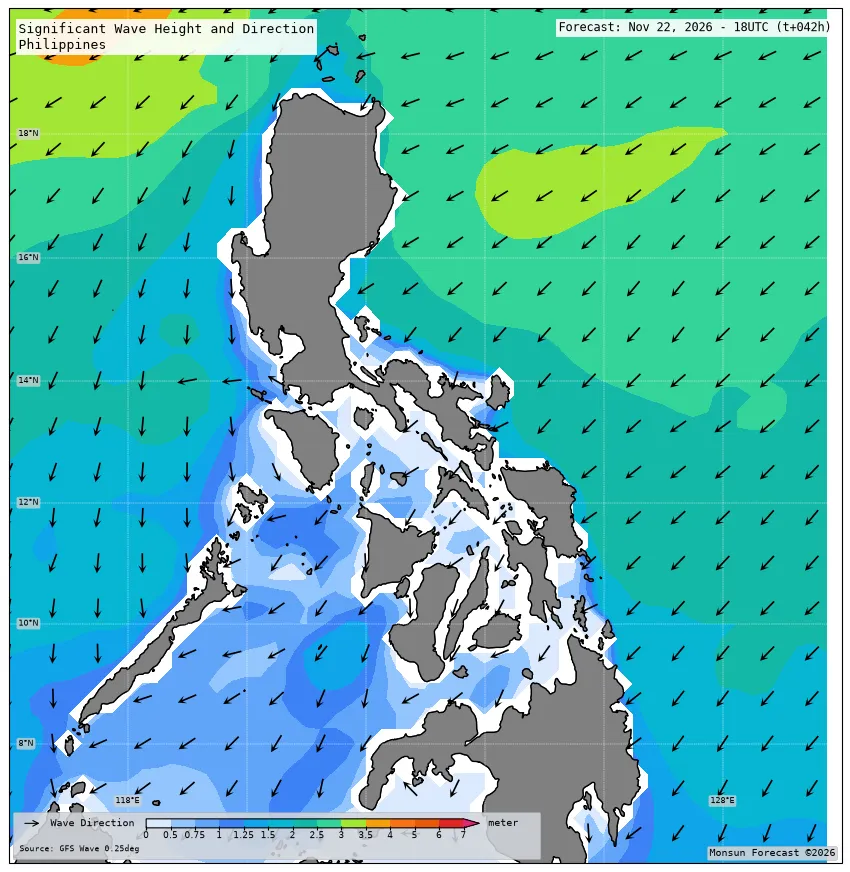 Significant Wave Height and Direction
Philippines
Forecast: Nov 22, 2026 - 18UTC (t+042h)
18°N
16°N
14°N
12°N
10°N
8°N
118°E
128°E
Wave Direction
0 0.5 0.75 1 1.25 1.5 2 2.5 3 3.5 4 5 6 7
meter
Source: GFS Wave 0.25deg
Monsun Forecast ©2026